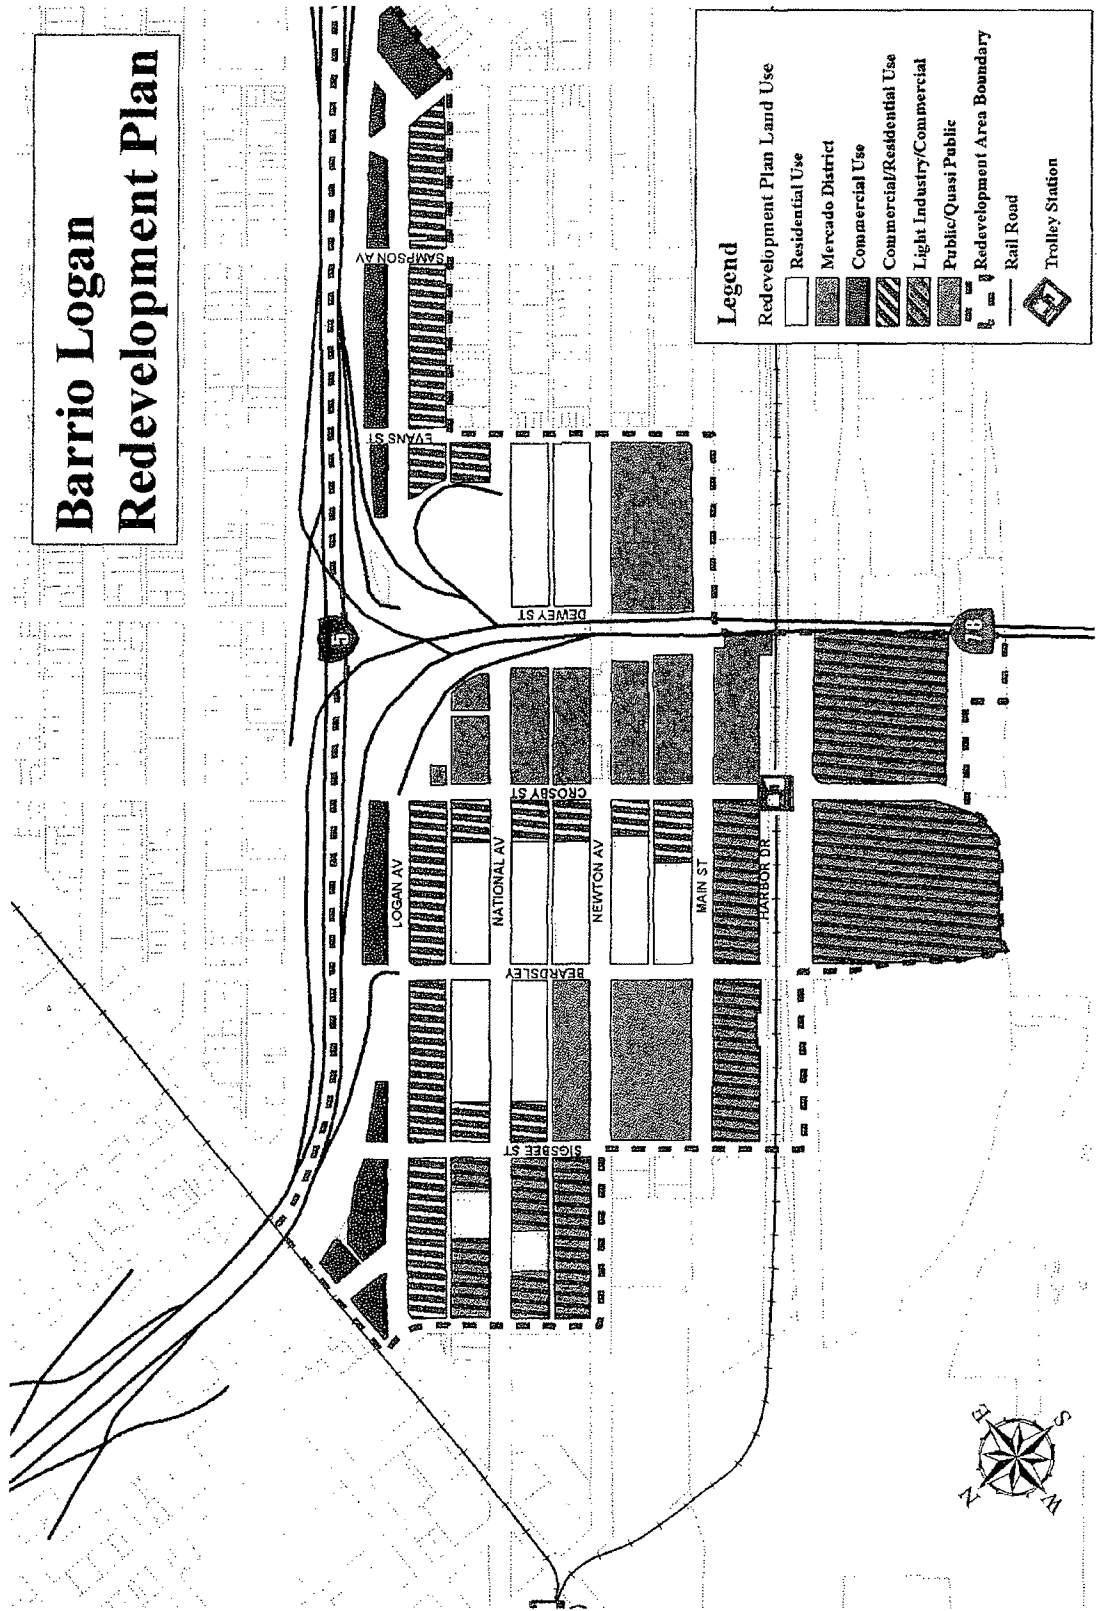 Barrio Logan
Redevelopment Plan
Legend
Redevelopment Plan Land Use
Residential Use
Mercado District
Commercial Use
Commercial/Residential Use
Light Industry/Commercial
Public/Quasi Public
Redevelopment Area Boundary
Rail Road
Trolley Station
SAMPSON AV
EVANS ST
DEWEY ST
CROSBY ST
LOGAN AV
NATIONAL AV
NEWTON AV
MAIN ST
HARBOR DR
BEARDSLEY
SIGSBEE ST
5
N
E
S
W